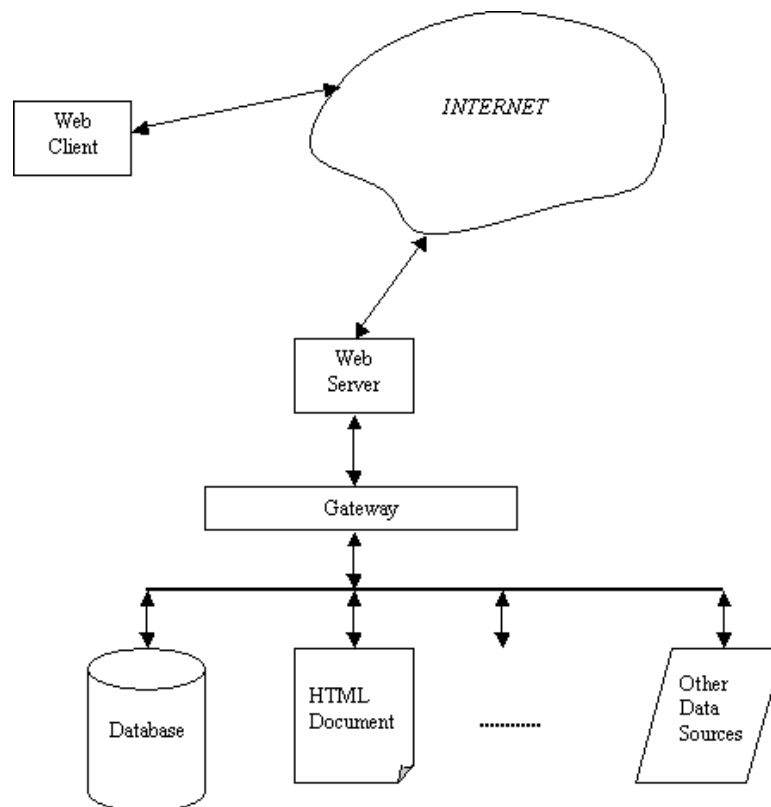 INTERNET
Web
Client
Web
Server
Gateway
Database
HTML
Document
............
Other
Data
Sources